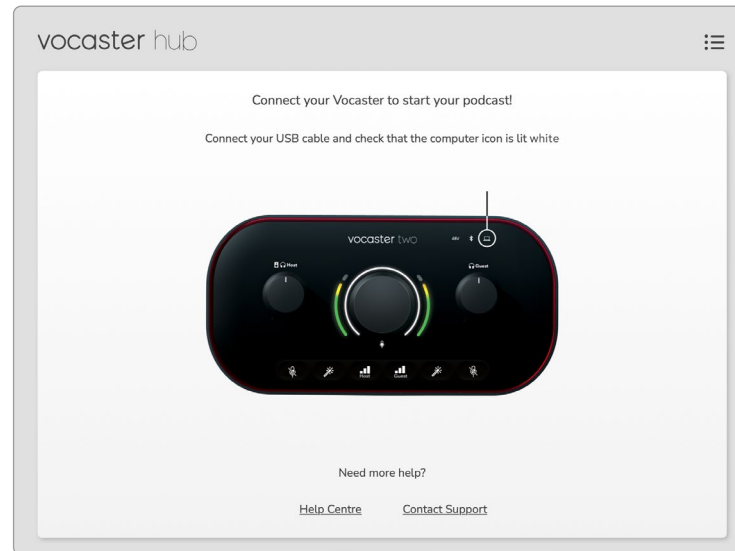 vocaster hub
Connect your Vocaster to start your podcast!
Connect your USB cable and check that the computer icon is lit white
vocaster two
48V
Host
Guest
Host
Guest
Need more help?
Help Centre
Contact Support